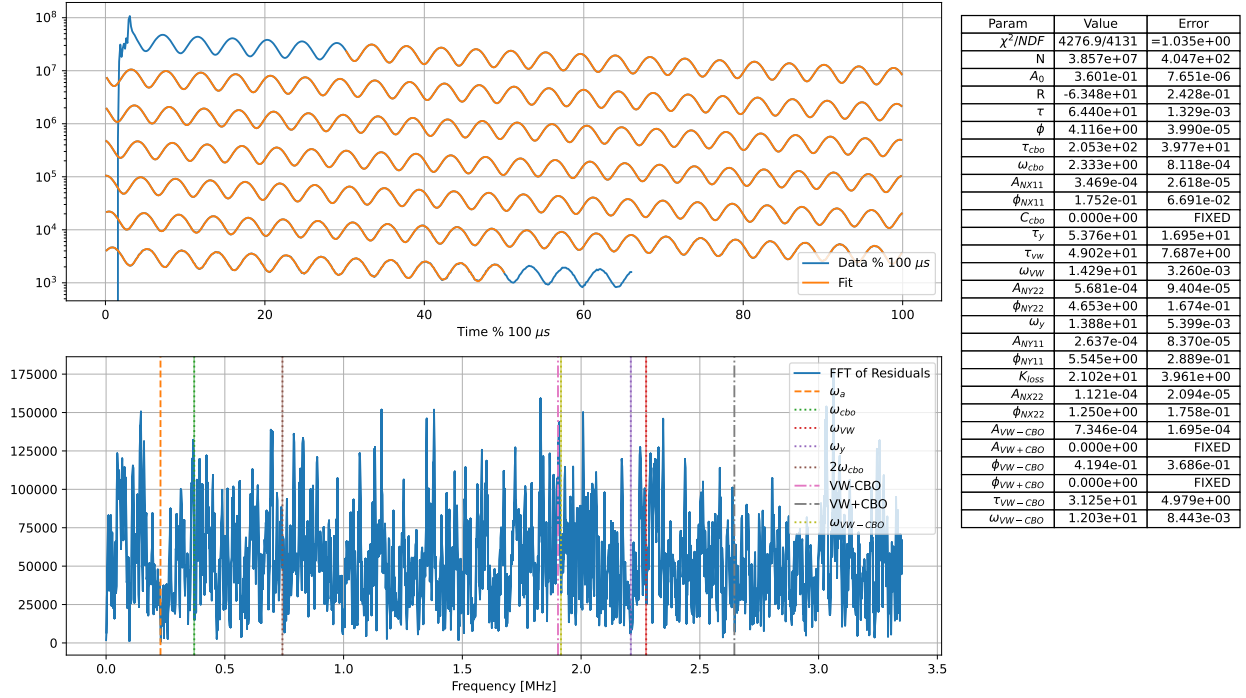 10⁸
10⁷
10⁶
10⁵
10⁴
10³
0
20
40
60
80
100
Time % 100 μs
Data % 100 μs
Fit
175000
150000
125000
100000
75000
50000
25000
0
0.0
0.5
1.0
1.5
2.0
2.5
3.0
3.5
Frequency [MHz]
FFT of Residuals
ω_a
ω_cbo
ω_VW
ω_y
2ω_cbo
VW-CBO
VW+CBO
ω_VW−CBO
Param Value Error
χ²/NDF 4276.9/4131 =1.035e+00
N 3.857e+07 4.047e+02
A₀ 3.601e-01 7.651e-06
R -6.348e+01 2.428e-01
τ 6.440e+01 1.329e-03
ϕ 4.116e+00 3.990e-05
τ_cbo 2.053e+02 3.977e+01
ω_cbo 2.333e+00 8.118e-04
A_NX11 3.469e-04 2.618e-05
ϕ_NX11 1.752e-01 6.691e-02
C_cbo 0.000e+00 FIXED
τ_y 5.376e+01 1.695e+01
τ_vw 4.902e+01 7.687e+00
ω_VW 1.429e+01 3.260e-03
A_NY22 5.681e-04 9.404e-05
ϕ_NY22 4.653e+00 1.674e-01
ω_y 1.388e+01 5.399e-03
A_NY11 2.637e-04 8.370e-05
ϕ_NY11 5.545e+00 2.889e-01
K_loss 2.102e+01 3.961e+00
A_NX22 1.121e-04 2.094e-05
ϕ_NX22 1.250e+00 1.758e-01
A_VW−CBO 7.346e-04 1.695e-04
A_VW+CBO 0.000e+00 FIXED
ϕ_VW−CBO 4.194e-01 3.686e-01
ϕ_VW+CBO 0.000e+00 FIXED
τ_VW−CBO 3.125e+01 4.979e+00
ω_VW−CBO 1.203e+01 8.443e-03